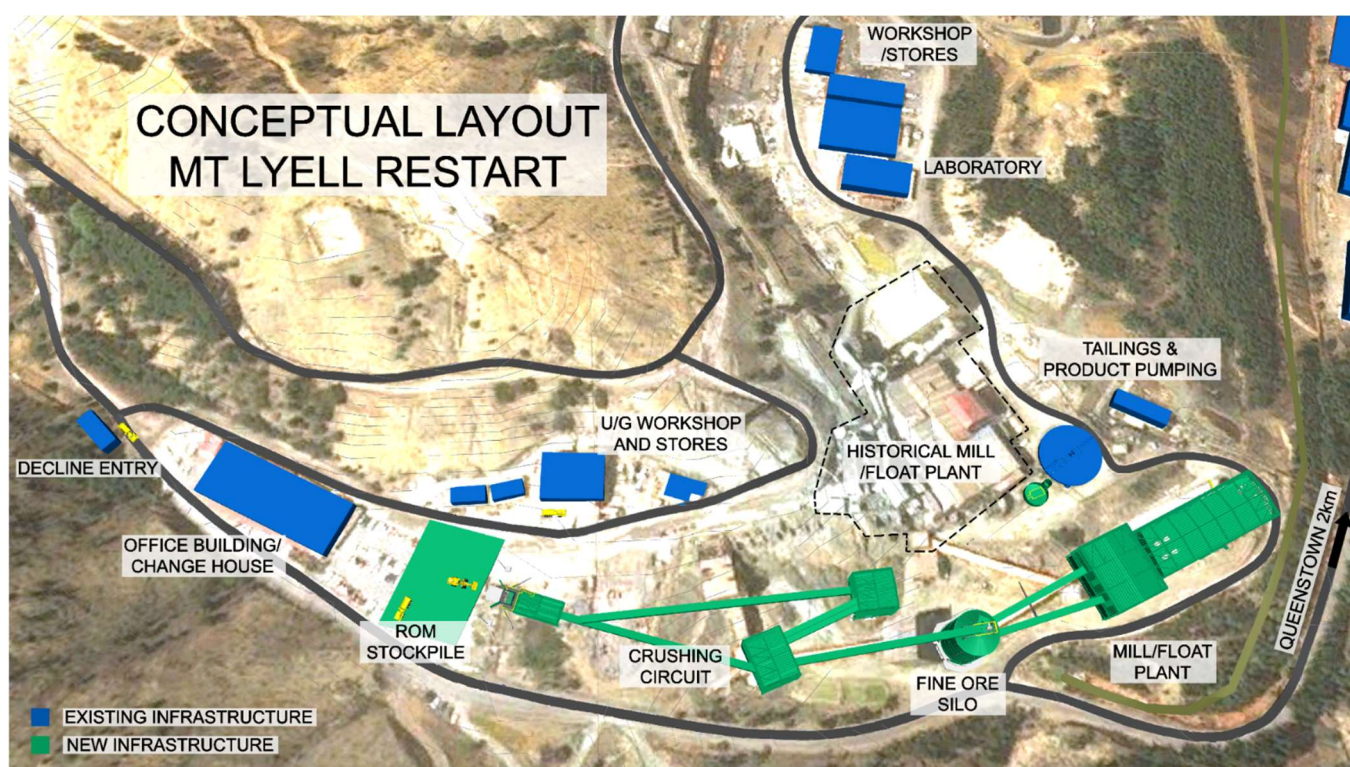 CONCEPTUAL LAYOUT
MT LYELL RESTART
WORKSHOP
/STORES
LABORATORY
TAILINGS &
PRODUCT PUMPING
U/G WORKSHOP
AND STORES
HISTORICAL MILL
/FLOAT PLANT
DECLINE ENTRY
OFFICE BUILDING/
CHANGE HOUSE
ROM
STOCKPILE
CRUSHING
CIRCUIT
FINE ORE
SILO
MILL/FLOAT
PLANT
QUEENSTOWN 2km
EXISTING INFRASTRUCTURE
NEW INFRASTRUCTURE